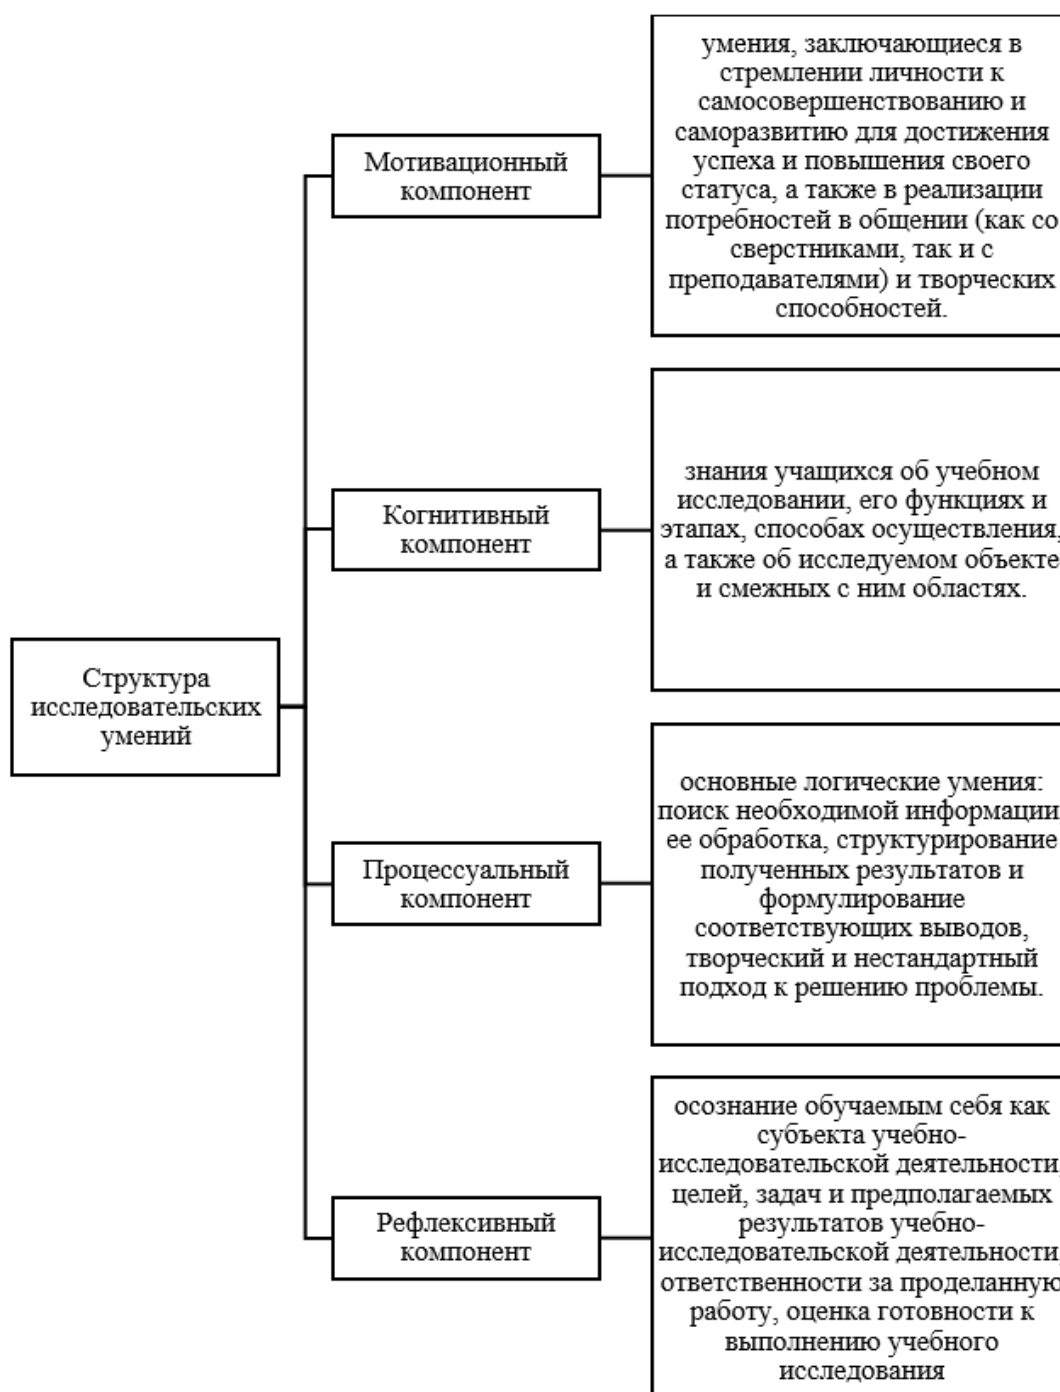 умения, заключающиеся в
стремлении личности к
самосовершенствованию и
саморазвитию для достижения
успеха и повышения своего
статуса, а также в реализации
потребностей в общении (как со
сверстниками, так и с
преподавателями) и творческих
способностей.
Мотивационный
компонент
знания учащихся об учебном
исследовании, его функциях и
этапах, способах осуществления,
а также об исследуемом объекте
и смежных с ним областях.
Когнитивный
компонент
Структура
исследовательских
умений
основные логические умения:
поиск необходимой информации,
ее обработка, структурирование
полученных результатов и
формулирование
соответствующих выводов,
творческий и нестандартный
подход к решению проблемы.
Процессуальный
компонент
осознание обучаемым себя как
субъекта учебно-
исследовательской деятельности,
целей, задач и предполагаемых
результатов учебно-
исследовательской деятельности,
ответственности за проделанную
работу, оценка готовности к
выполнению учебного
исследования
Рефлексивный
компонент